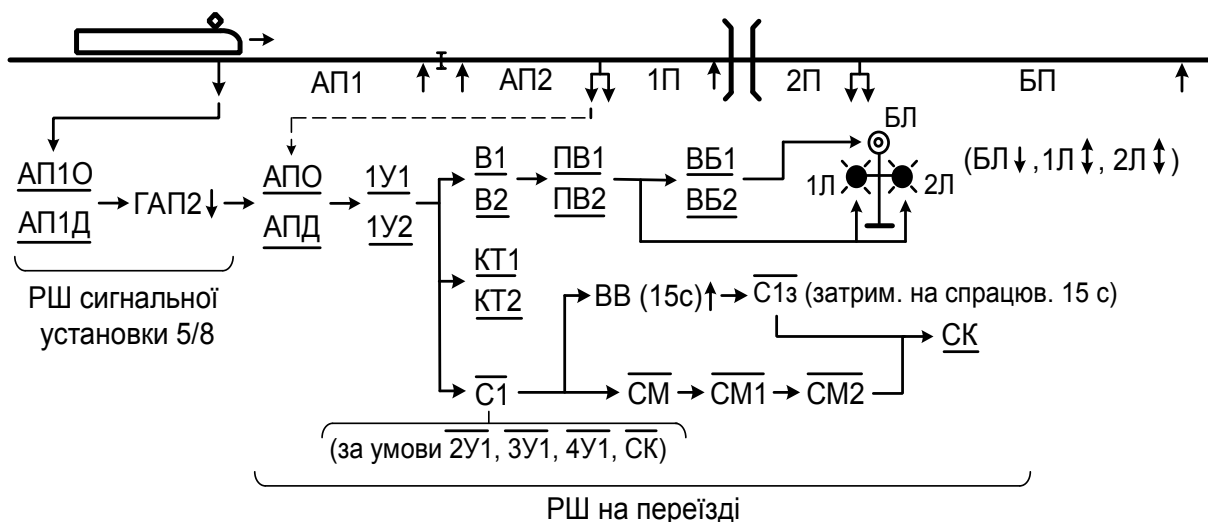 АП1 АП2 1П 2П БП
БЛ
АП1О
АП1Д
ГАП2
АПО
АПД
1У1
1У2
В1
В2
ПВ1
ПВ2
ВБ1
ВБ2
1Л 2Л
(БЛ↓, 1Л↕, 2Л↕)
РШ сигнальної
установки 5/8
КТ1
КТ2
ВВ (15с) С1з (затрим. на спрацюв. 15 с)
СК
С1 СМ СМ1 СМ2
(за умови 2У1, 3У1, 4У1, СК)
РШ на переїзді